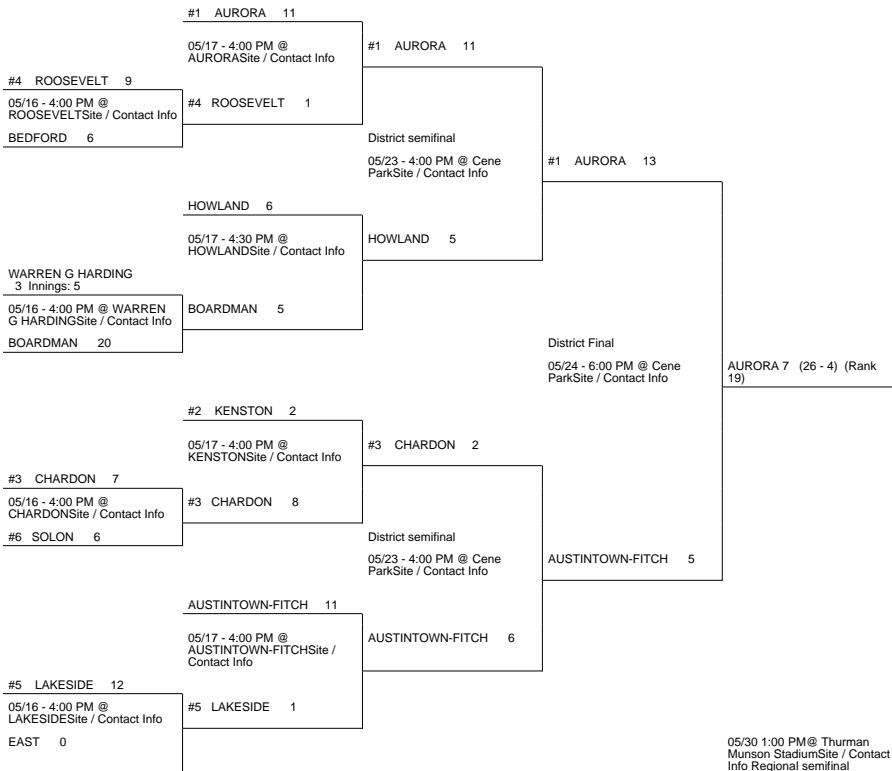 #1 AURORA 11
05/17 - 4:00 PM @
AURORASite / Contact Info
#1 AURORA 11
#4 ROOSEVELT 9
05/16 - 4:00 PM @
ROOSEVELTSite / Contact Info
#4 ROOSEVELT 1
BEDFORD 6
District semifinal
05/23 - 4:00 PM @ Cene
ParkSite / Contact Info
#1 AURORA 13
HOWLAND 6
05/17 - 4:30 PM @
HOWLANDSite / Contact Info
HOWLAND 5
WARREN G HARDING
3 Innings: 5
05/16 - 4:00 PM @ WARREN
G HARDINGSite / Contact Info
BOARDMAN 5
BOARDMAN 20
District Final
05/24 - 6:00 PM @ Cene
ParkSite / Contact Info
AURORA 7 (26 - 4) (Rank
19)
#2 KENSTON 2
05/17 - 4:00 PM @
KENSTONSite / Contact Info
#3 CHARDON 2
#3 CHARDON 7
05/16 - 4:00 PM @
CHARDONSite / Contact Info
#3 CHARDON 8
#6 SOLON 6
District semifinal
05/23 - 4:00 PM @ Cene
ParkSite / Contact Info
AUSTINTOWN-FITCH 5
AUSTINTOWN-FITCH 11
05/17 - 4:00 PM @
AUSTINTOWN-FITCHSite /
Contact Info
AUSTINTOWN-FITCH 6
#5 LAKESIDE 12
05/16 - 4:00 PM @
LAKESIDESite / Contact Info
#5 LAKESIDE 1
EAST 0
05/30 1:00 PM@ Thurman
Munson StadiumSite / Contact
Info Regional semifinal